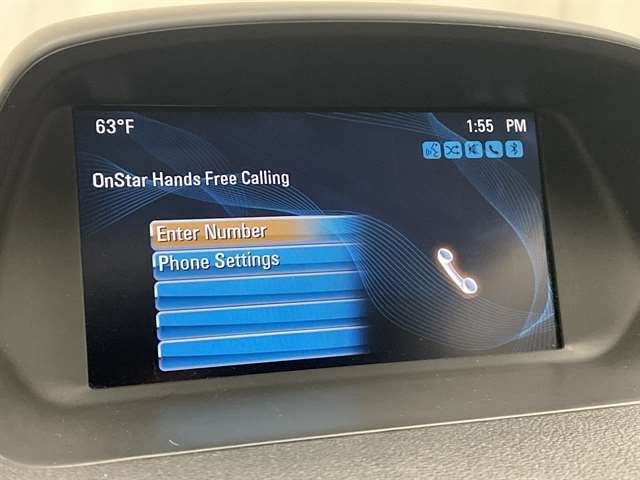 63°F 1:55 PM
OnStar Hands Free Calling
Enter Number
Phone Settings